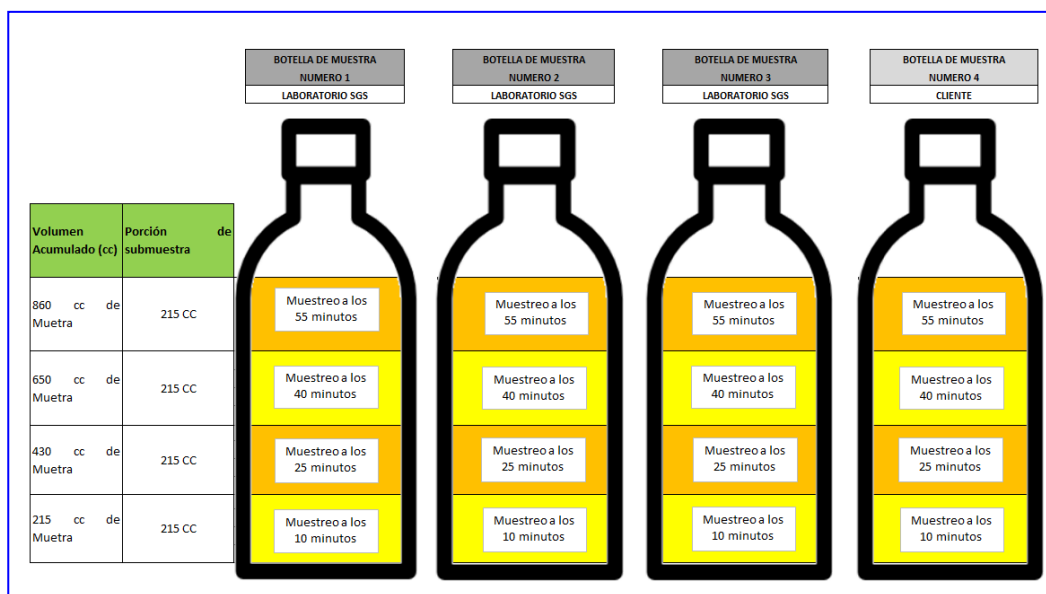 BOTELLA DE MUESTRA
NUMERO 1
LABORATORIO SGS
BOTELLA DE MUESTRA
NUMERO 2
LABORATORIO SGS
BOTELLA DE MUESTRA
NUMERO 3
LABORATORIO SGS
BOTELLA DE MUESTRA
NUMERO 4
CLIENTE
Volumen
Acumulado (cc)
Porción de
submuestra
860 cc de
Muetra
215 CC
Muestreo a los
55 minutos
Muestreo a los
55 minutos
Muestreo a los
55 minutos
Muestreo a los
55 minutos
650 cc de
Muetra
215 CC
Muestreo a los
40 minutos
Muestreo a los
40 minutos
Muestreo a los
40 minutos
Muestreo a los
40 minutos
430 cc de
Muetra
215 CC
Muestreo a los
25 minutos
Muestreo a los
25 minutos
Muestreo a los
25 minutos
Muestreo a los
25 minutos
215 cc de
Muetra
215 CC
Muestreo a los
10 minutos
Muestreo a los
10 minutos
Muestreo a los
10 minutos
Muestreo a los
10 minutos